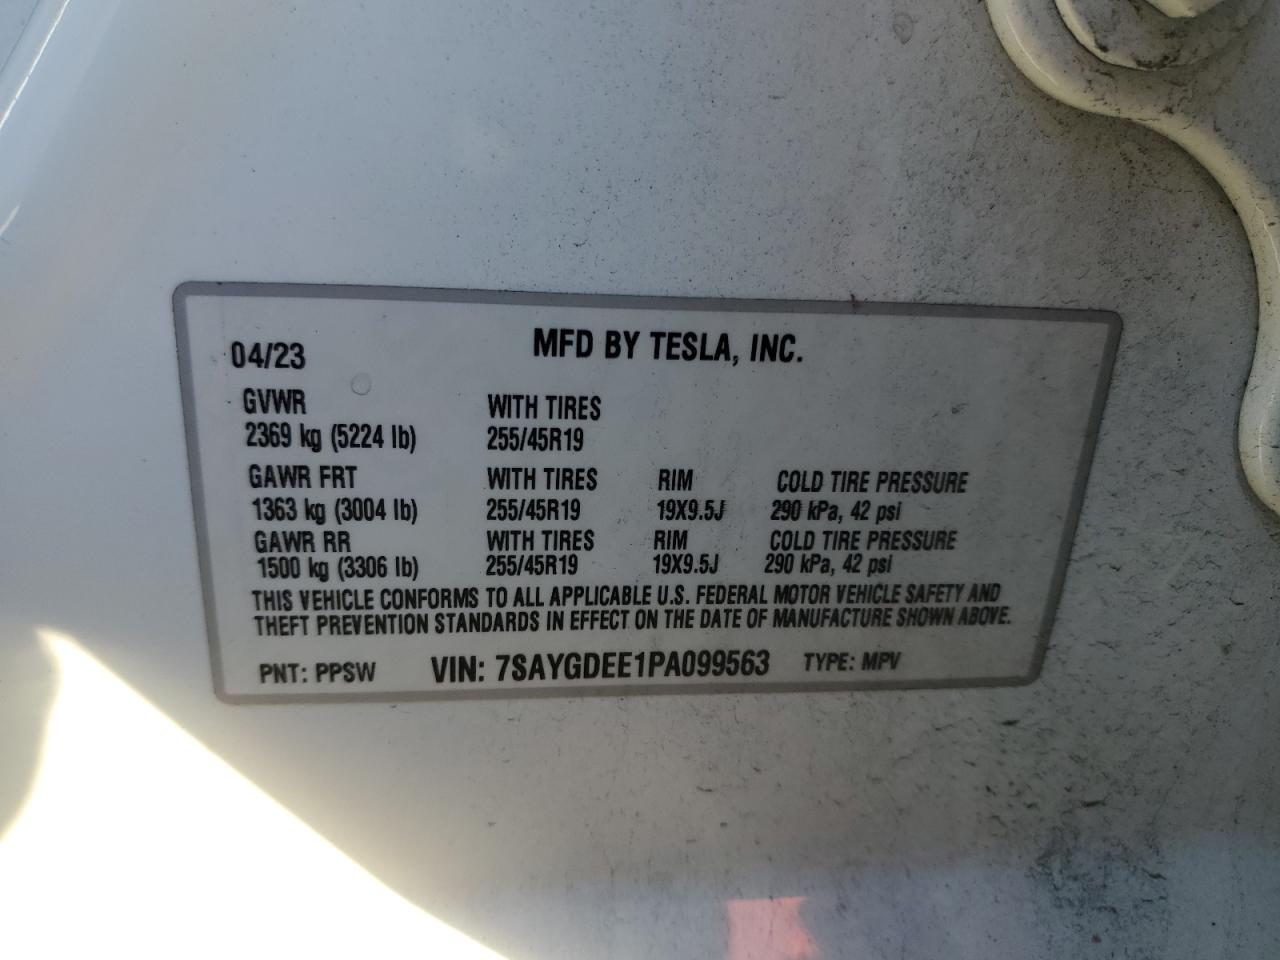 04/23 MFD BY TESLA, INC.
GVWR WITH TIRES
2369 kg (5224 lb) 255/45R19
GAWR FRT WITH TIRES RIM COLD TIRE PRESSURE
1363 kg (3004 lb) 255/45R19 19X9.5J 290 kPa, 42 psi
GAWR RR WITH TIRES RIM COLD TIRE PRESSURE
1500 kg (3306 lb) 255/45R19 19X9.5J 290 kPa, 42 psi
THIS VEHICLE CONFORMS TO ALL APPLICABLE U.S. FEDERAL MOTOR VEHICLE SAFETY AND
THEFT PREVENTION STANDARDS IN EFFECT ON THE DATE OF MANUFACTURE SHOWN ABOVE.
PNT: PPSW VIN: 7SAYGDEE1PA099563 TYPE: MPV